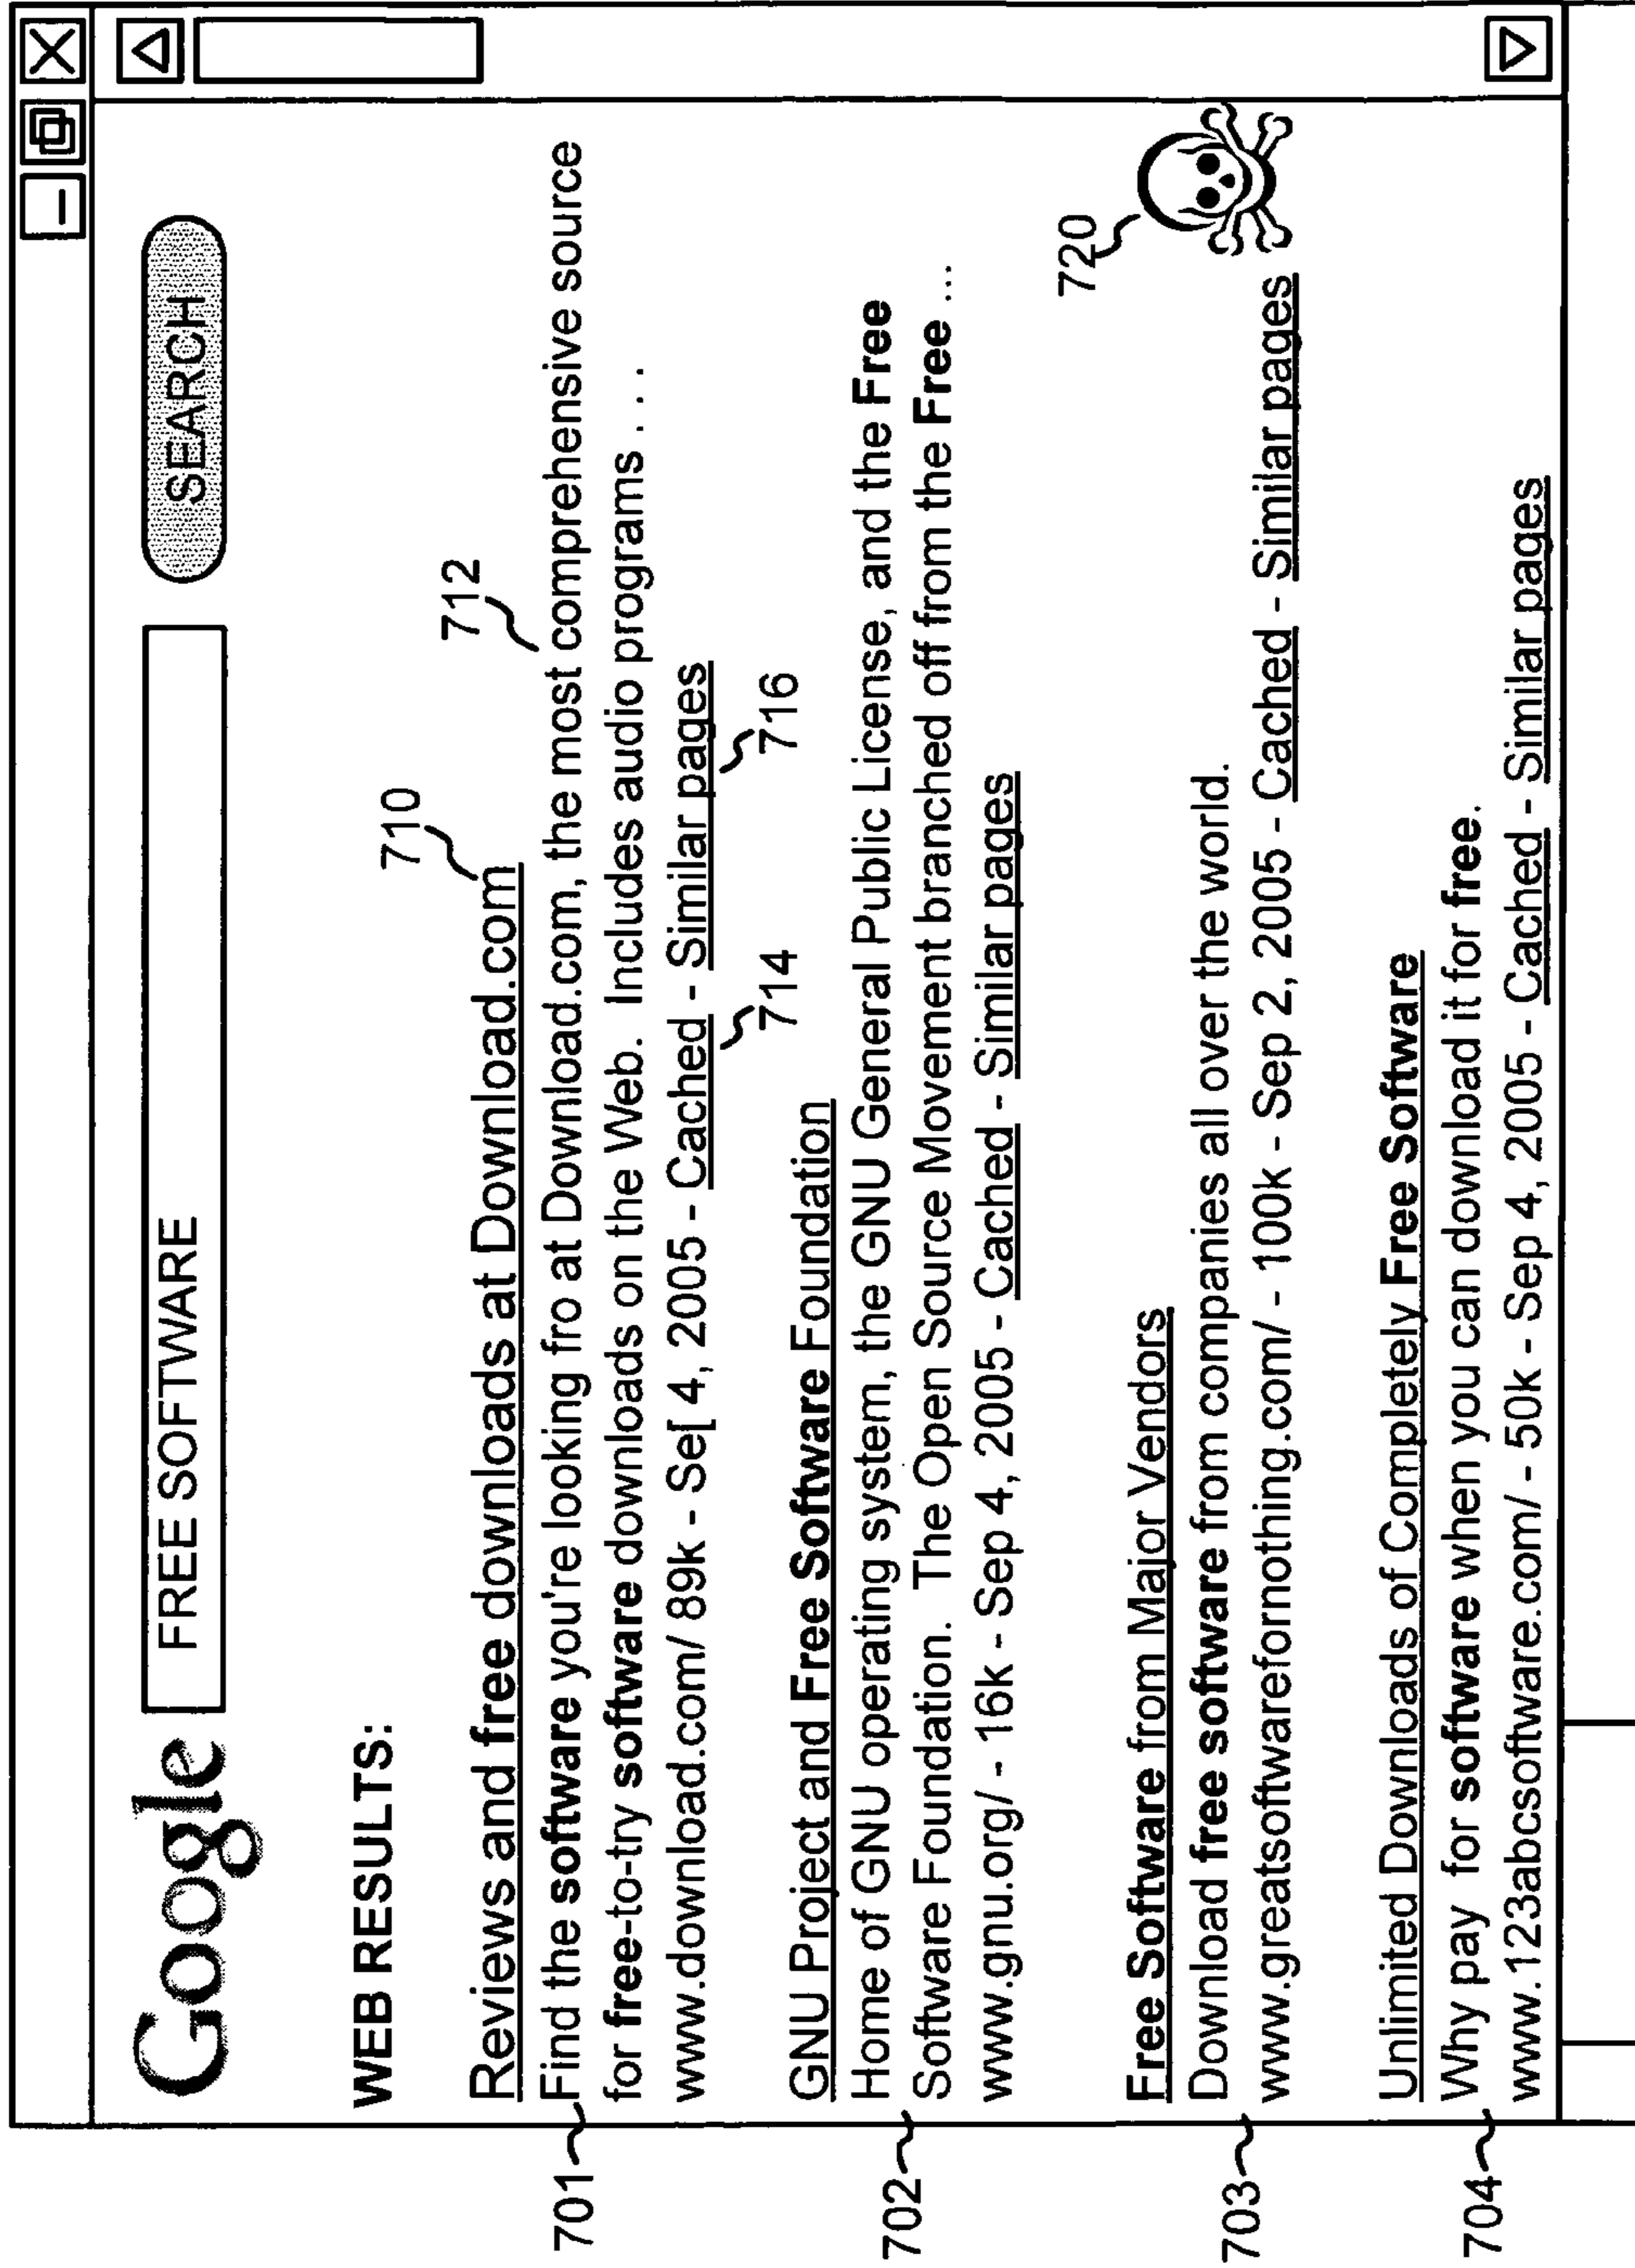 Google FREE SOFTWARE SEARCH
WEB RESULTS:
710
Reviews and free downloads at Download.com
712
701 Find the software you're looking fro at Download.com, the most comprehensive source
for free-to-try software downloads on the Web. Includes audio programs . . . .
www.download.com/ 89k - Se[ 4, 2005 - Cached - Similar pages
714 716
GNU Project and Free Software Foundation
702 Home of GNU operating system, the GNU General Public License, and the Free
Software Foundation. The Open Source Movement branched off from the Free ...
www.gnu.org/ - 16k - Sep 4, 2005 - Cached - Similar pages
720
Free Software from Major Vendors
703 Download free software from companies all over the world.
www.greatsoftwarefornothing.com/ - 100k - Sep 2, 2005 - Cached - Similar pages
Unlimited Downloads of Completely Free Software
704 Why pay for software when you can download it for free.
www.123abcsoftware.com/ - 50k - Sep 4, 2005 - Cached - Similar pages